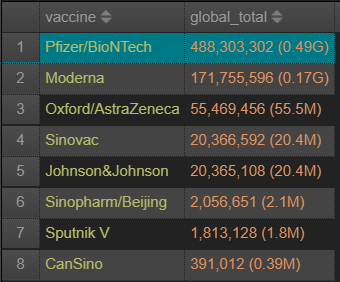 vaccine global_total
1 Pfizer/BioNTech 488,303,302 (0.49G)
2 Moderna 171,755,596 (0.17G)
3 Oxford/AstraZeneca 55,469,456 (55.5M)
4 Sinovac 20,366,592 (20.4M)
5 Johnson&Johnson 20,365,108 (20.4M)
6 Sinopharm/Beijing 2,056,651 (2.1M)
7 Sputnik V 1,813,128 (1.8M)
8 CanSino 391,012 (0.39M)